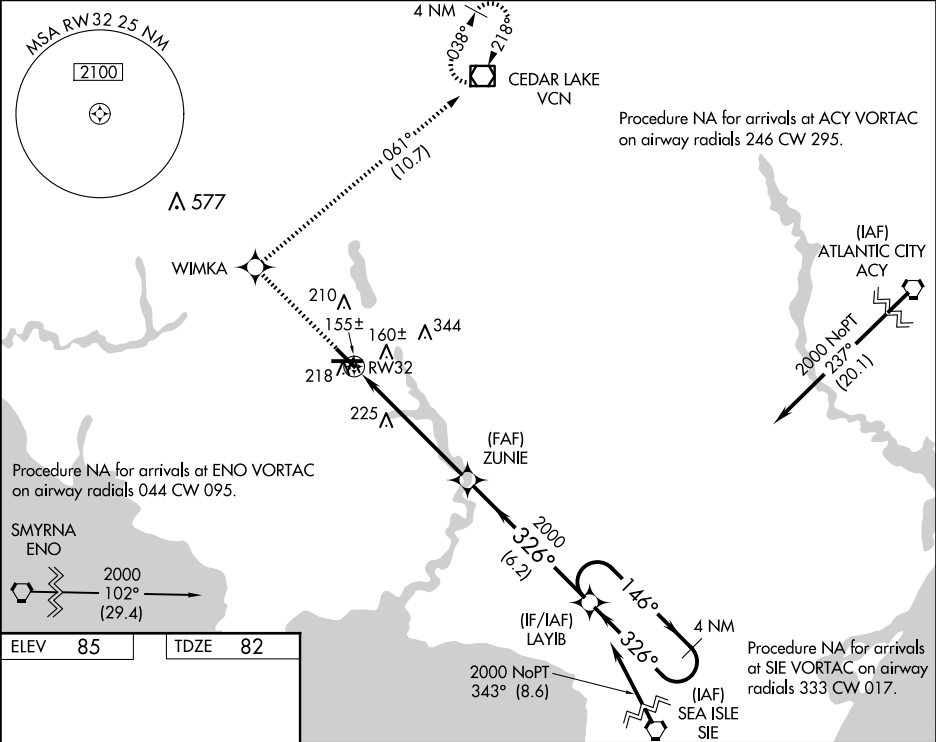 MSA RW32 25 NM
2100
4 NM
038°
218°
CEDAR LAKE
VCN
Procedure NA for arrivals at ACY VORTAC
on airway radials 246 CW 295.
061°
(10.7)
577
WIMKA
(IAF)
ATLANTIC CITY
ACY
2000 NoPT
237°
(20.1)
210
155±
160±
344
218
RW32
225
(FAF)
ZUNIE
Procedure NA for arrivals at ENO VORTAC
on airway radials 044 CW 095.
SMYRNA
ENO
2000
102°
(29.4)
2000
326°
(6.2)
146°
(IF/IAF)
LAYIB
326°
4 NM
ELEV 85
TDZE 82
2000 NoPT
343° (8.6)
(IAF)
SEA ISLE
SIE
Procedure NA for arrivals
at SIE VORTAC on airway
radials 333 CW 017.